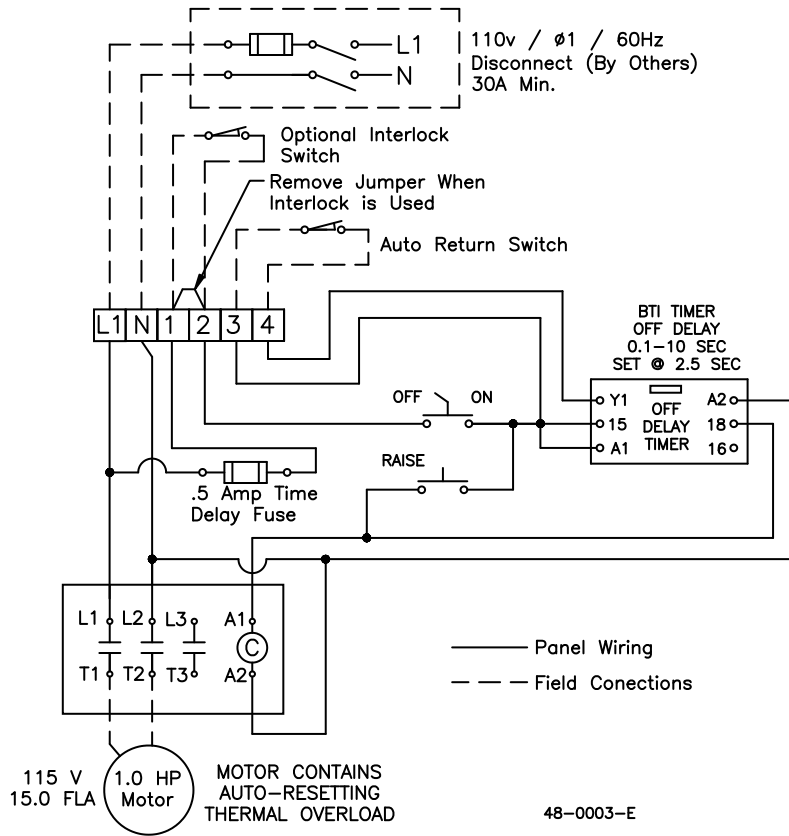 L1
N
110v / ø1 / 60Hz
Disconnect (By Others)
30A Min.
Optional Interlock
Switch
Remove Jumper When
Interlock is Used
Auto Return Switch
L1 N 1 2 3 4
BTI TIMER
OFF DELAY
0.1-10 SEC
SET @ 2.5 SEC
OFF ON
Y1 A2
15 18
A1 16
OFF
DELAY
TIMER
RAISE
.5 Amp Time
Delay Fuse
L1 L2 L3 A1
C
T1 T2 T3 A2
Panel Wiring
Field Conections
115 V
15.0 FLA
1.0 HP
Motor
MOTOR CONTAINS
AUTO-RESETTING
THERMAL OVERLOAD
48-0003-E